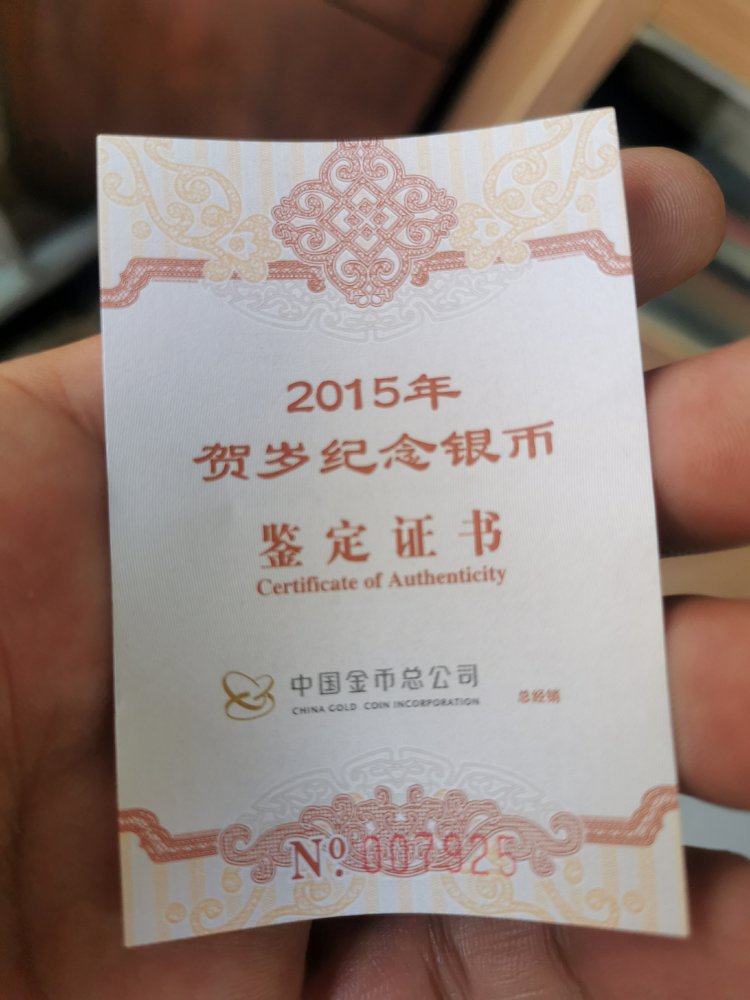 2015年
贺岁纪念银币
鉴定证书
Certificate of Authenticity
中国金币总公司
CHINA GOLD COIN INCORPORATION
总经销
Nº. 007925